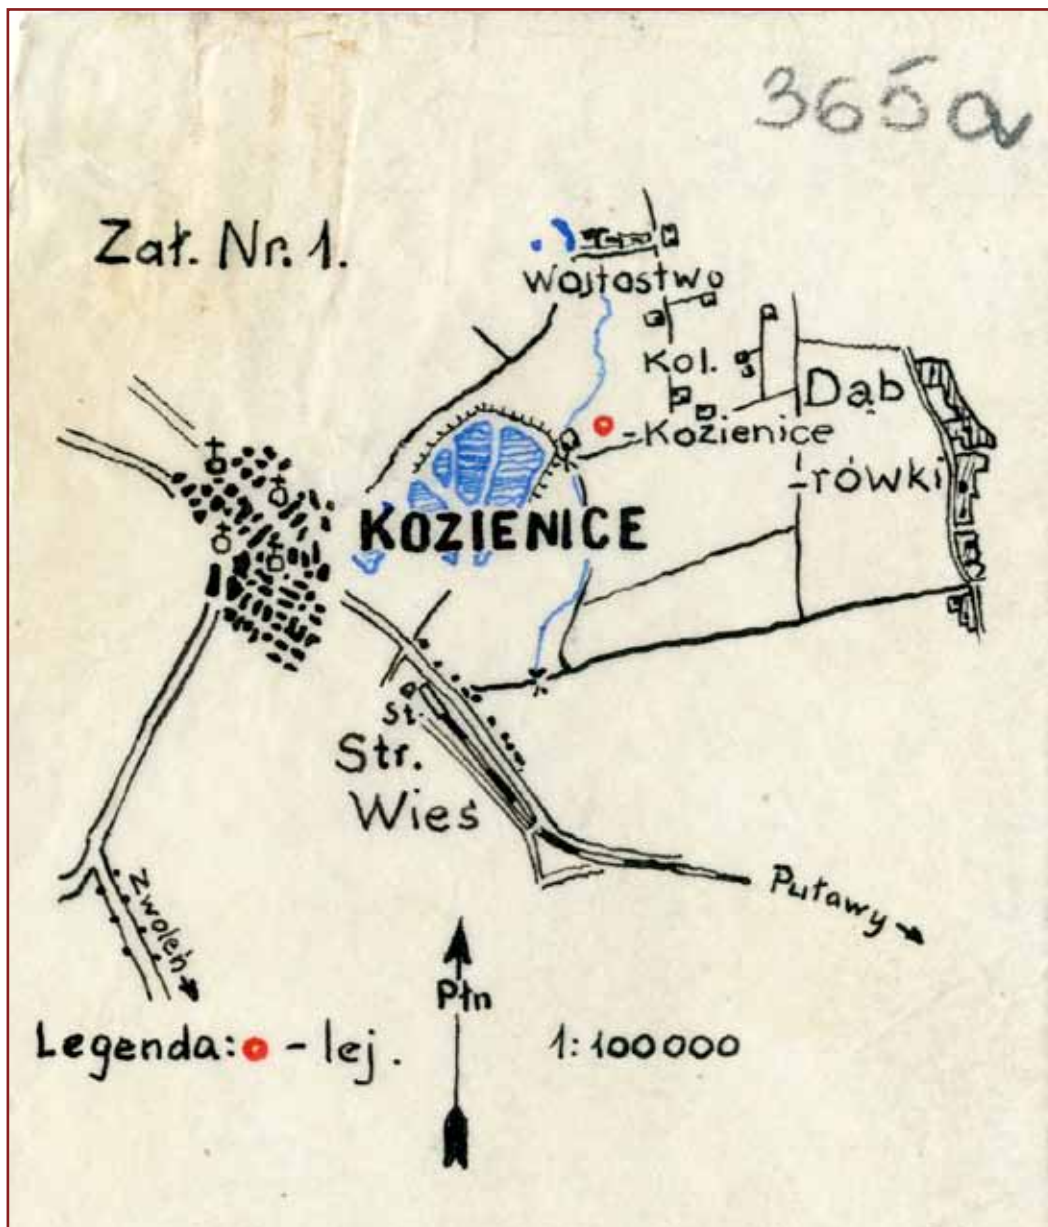 365a
Zał. Nr. 1.
Wojtostwo
Kol.
-Kozienice
Dąb
-rówki
KOZIENICE
St.
Str.
Wieś
Puławy
Zwoleń
Płn
Legenda: - lej.
1:100000